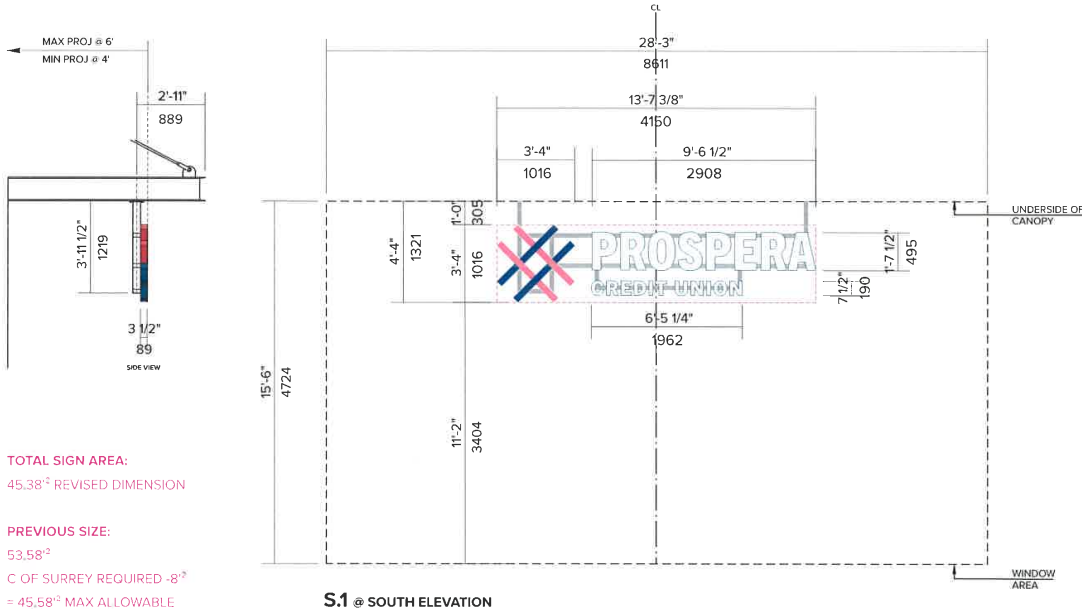 CL
MAX PROJ @ 6'
MIN PROJ @ 4'
2'-11"
889
3'-11 1/2"
1219
3 1/2"
89
SIDE VIEW
28'-3"
8611
13'-7 3/8"
4150
3'-4"
1016
9'-6 1/2"
2908
UNDERSIDE OF
CANOPY
1'-0"
305
4'-4"
1321
3'-4"
1016
PROSPERA
CREDIT UNION
1'-7 1/2"
495
7 1/2"
190
6'-5 1/4"
1962
15'-6"
4724
11'-2"
3404
TOTAL SIGN AREA:
45.38'² REVISED DIMENSION
PREVIOUS SIZE:
53.58'²
C OF SURREY REQUIRED -8'²
= 45.58'² MAX ALLOWABLE
WINDOW
AREA
S.1 @ SOUTH ELEVATION